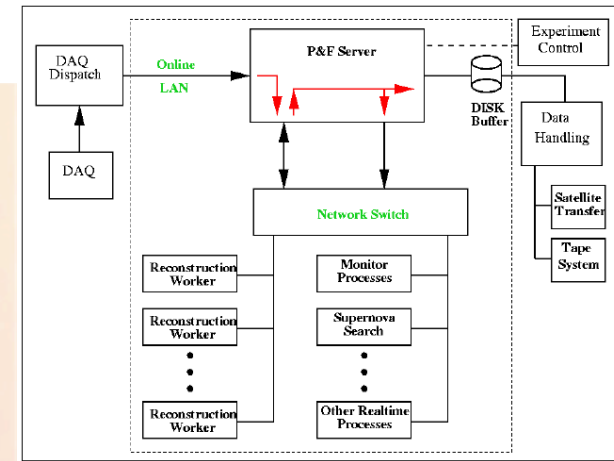 DAQ
Dispatch
Online
LAN
P&F Server
Experiment
Control
DISK
Buffer
Data
Handling
DAQ
Satellite
Transfer
Tape
System
Network Switch
Reconstruction
Worker
Monitor
Processes
Reconstruction
Worker
Supernova
Search
Reconstruction
Worker
Other Realtime
Processes